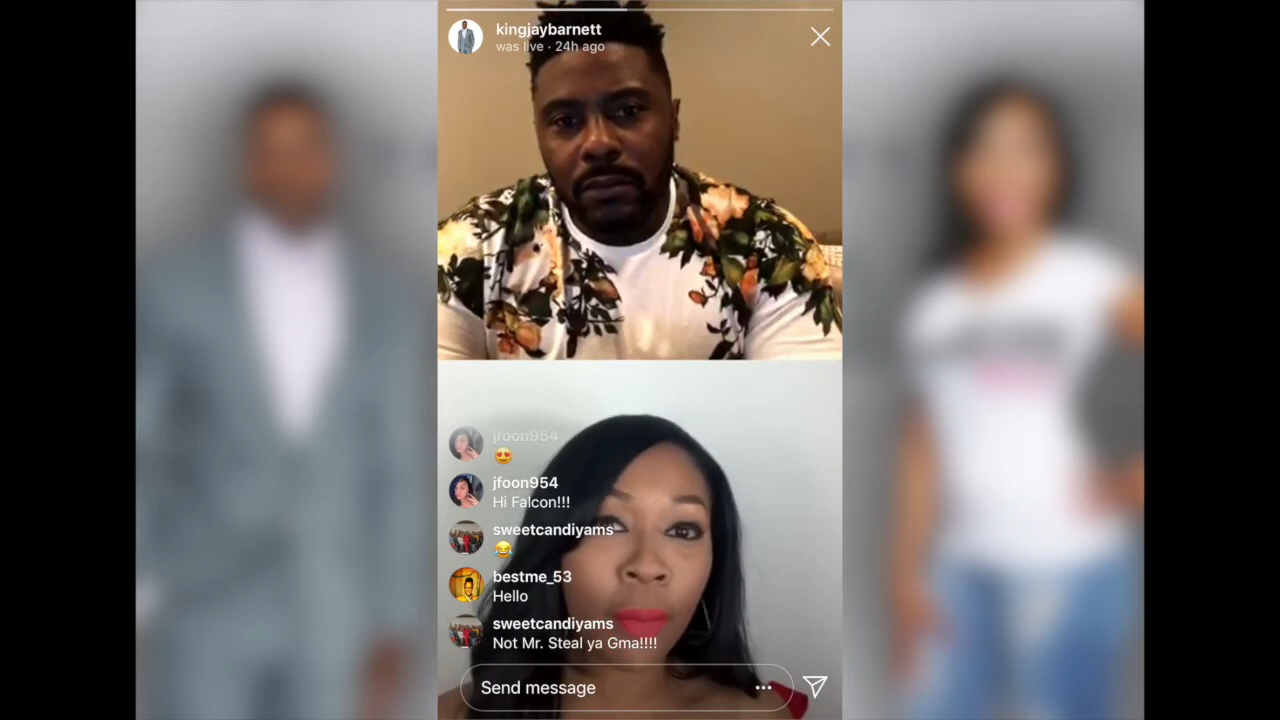 kingjaybarnett
was live · 24h ago
jfoon954
😍
jfoon954
Hi Falcon!!!
sweetcandiyams
😂
bestme_53
Hello
sweetcandiyams
Not Mr. Steal ya Gma!!!!
Send message